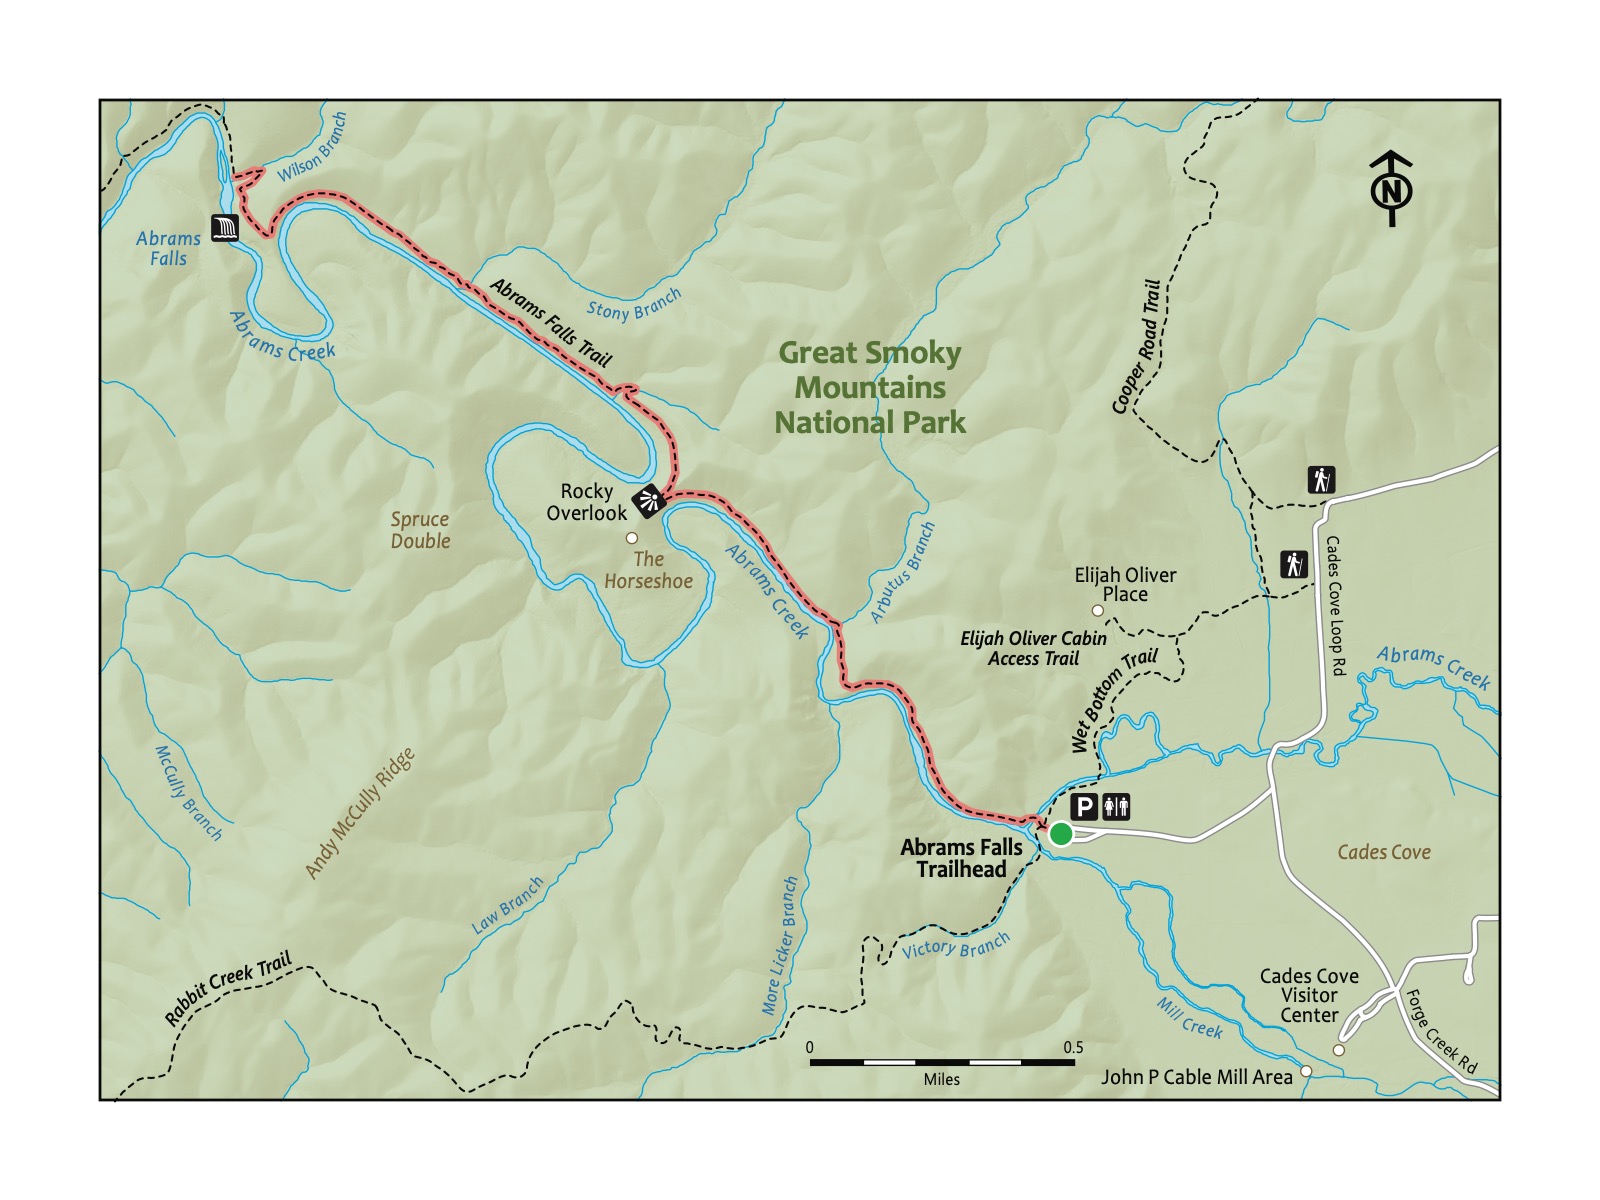 Wilson Branch
N
Abrams
Falls
Abrams Creek
Abrams Falls Trail
Stony Branch
Great Smoky
Mountains
National Park
Cooper Road Trail
Rocky
Overlook
Spruce
Double
The
Horseshoe
Abrams Creek
Arbutus Branch
Elijah Oliver
Place
Elijah Oliver Cabin
Access Trail
Wet Bottom Trail
Cades Cove Loop Rd
Abrams Creek
McCully Branch
Andy McCully Ridge
P
Abrams Falls
Trailhead
Cades Cove
Law Branch
More Licker Branch
Victory Branch
Rabbit Creek Trail
Cades Cove
Visitor
Center
Mill Creek
Forge Creek Rd
0 0.5
Miles
John P Cable Mill Area